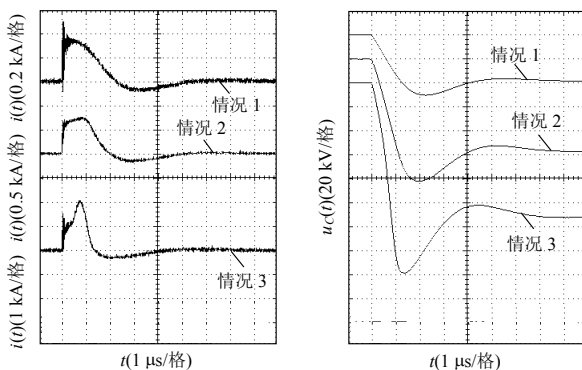 i(t)(0.2 kA/格)
i(t)(0.5 kA/格)
i(t)(1 kA/格)
情况 1
情况 2
情况 3
t(1 μs/格)
u_C(t)(20 kV/格)
情况 1
情况 2
情况 3
t(1 μs/格)